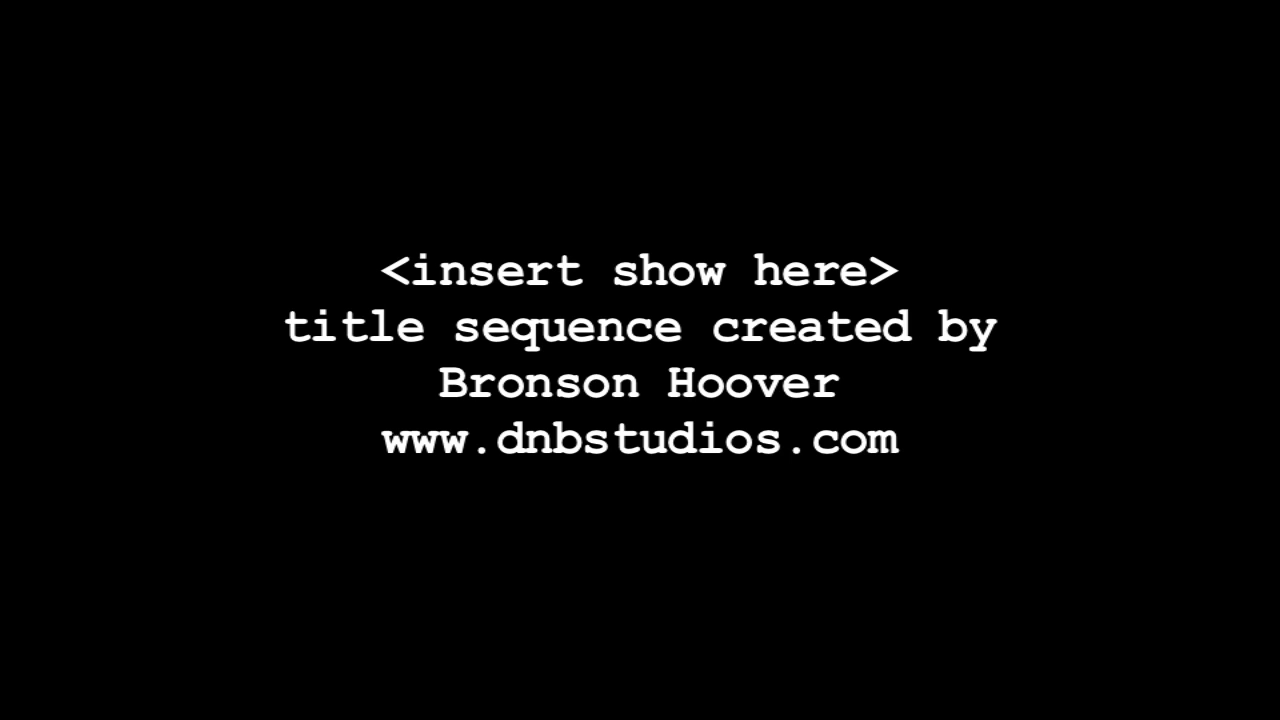 <insert show here>
title sequence created by
Bronson Hoover
www.dnbstudios.com